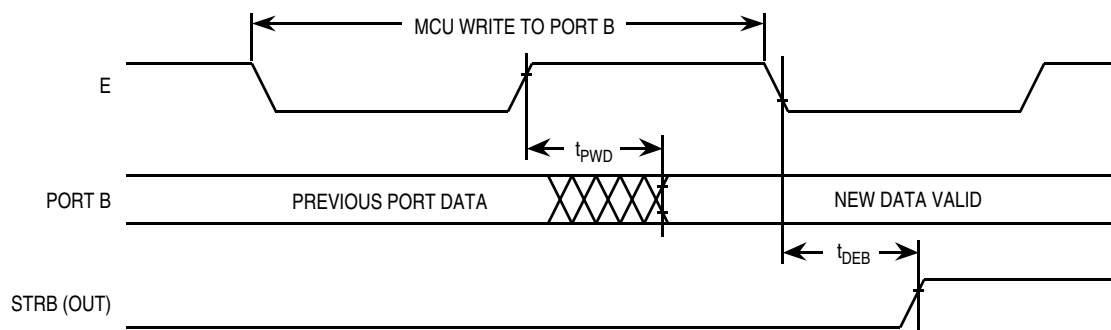 MCU WRITE TO PORT B
E
tPWD
PORT B
PREVIOUS PORT DATA
NEW DATA VALID
tDEB
STRB (OUT)